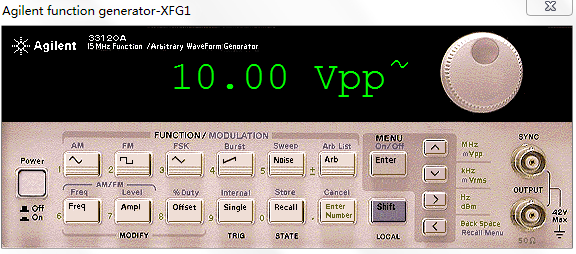 Agilent function generator-XFG1
Agilent
33120A
15 MHz Function /Arbitrary WaveForm Generator
10.00 Vpp~
FUNCTION / MODULATION
AM FM FSK Burst Sweep Arb List
1 2 3 4 5 ± Noise Arb
MENU
On/Off
Enter
Power
Off
On
AM/FM
Freq Level % Duty Internal Store Cancel
6 Freq 7 Ampl 8 Offset 9 Single 0 Recall . Enter Number
Shift
MODIFY TRIG STATE LOCAL
MHz
mVpp
kHz
mVrms
Hz
dBm
Back Space
Recall Menu
SYNC
OUTPUT
42V
Max
50Ω